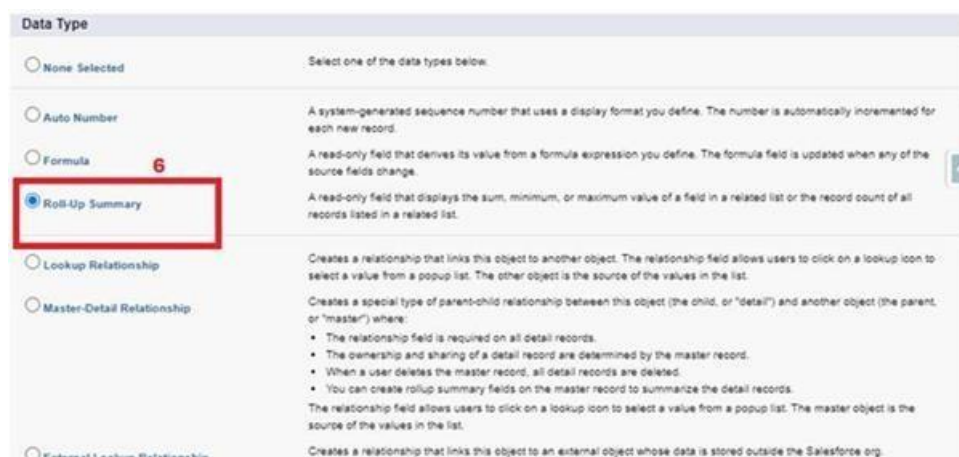 Data Type
None Selected
Select one of the data types below.
Auto Number
A system-generated sequence number that uses a display format you define. The number is automatically incremented for
each new record.
Formula
6
A read-only field that derives its value from a formula expression you define. The formula field is updated when any of the
source fields change.
Roll-Up Summary
A read-only field that displays the sum, minimum, or maximum value of a field in a related list or the record count of all
records listed in a related list.
Lookup Relationship
Creates a relationship that links this object to another object. The relationship field allows users to click on a lookup icon to
select a value from a popup list. The other object is the source of the values in the list.
Master-Detail Relationship
Creates a special type of parent-child relationship between this object (the child, or "detail") and another object (the parent,
or "master") where:
• The relationship field is required on all detail records.
• The ownership and sharing of a detail record are determined by the master record.
• When a user deletes the master record, all detail records are deleted.
• You can create rollup summary fields on the master record to summarize the detail records.
The relationship field allows users to click on a lookup icon to select a value from a popup list. The master object is the
source of the values in the list.
External Lookup Relationship
Creates a relationship that links this object to an external object whose data is stored outside the Salesforce org.